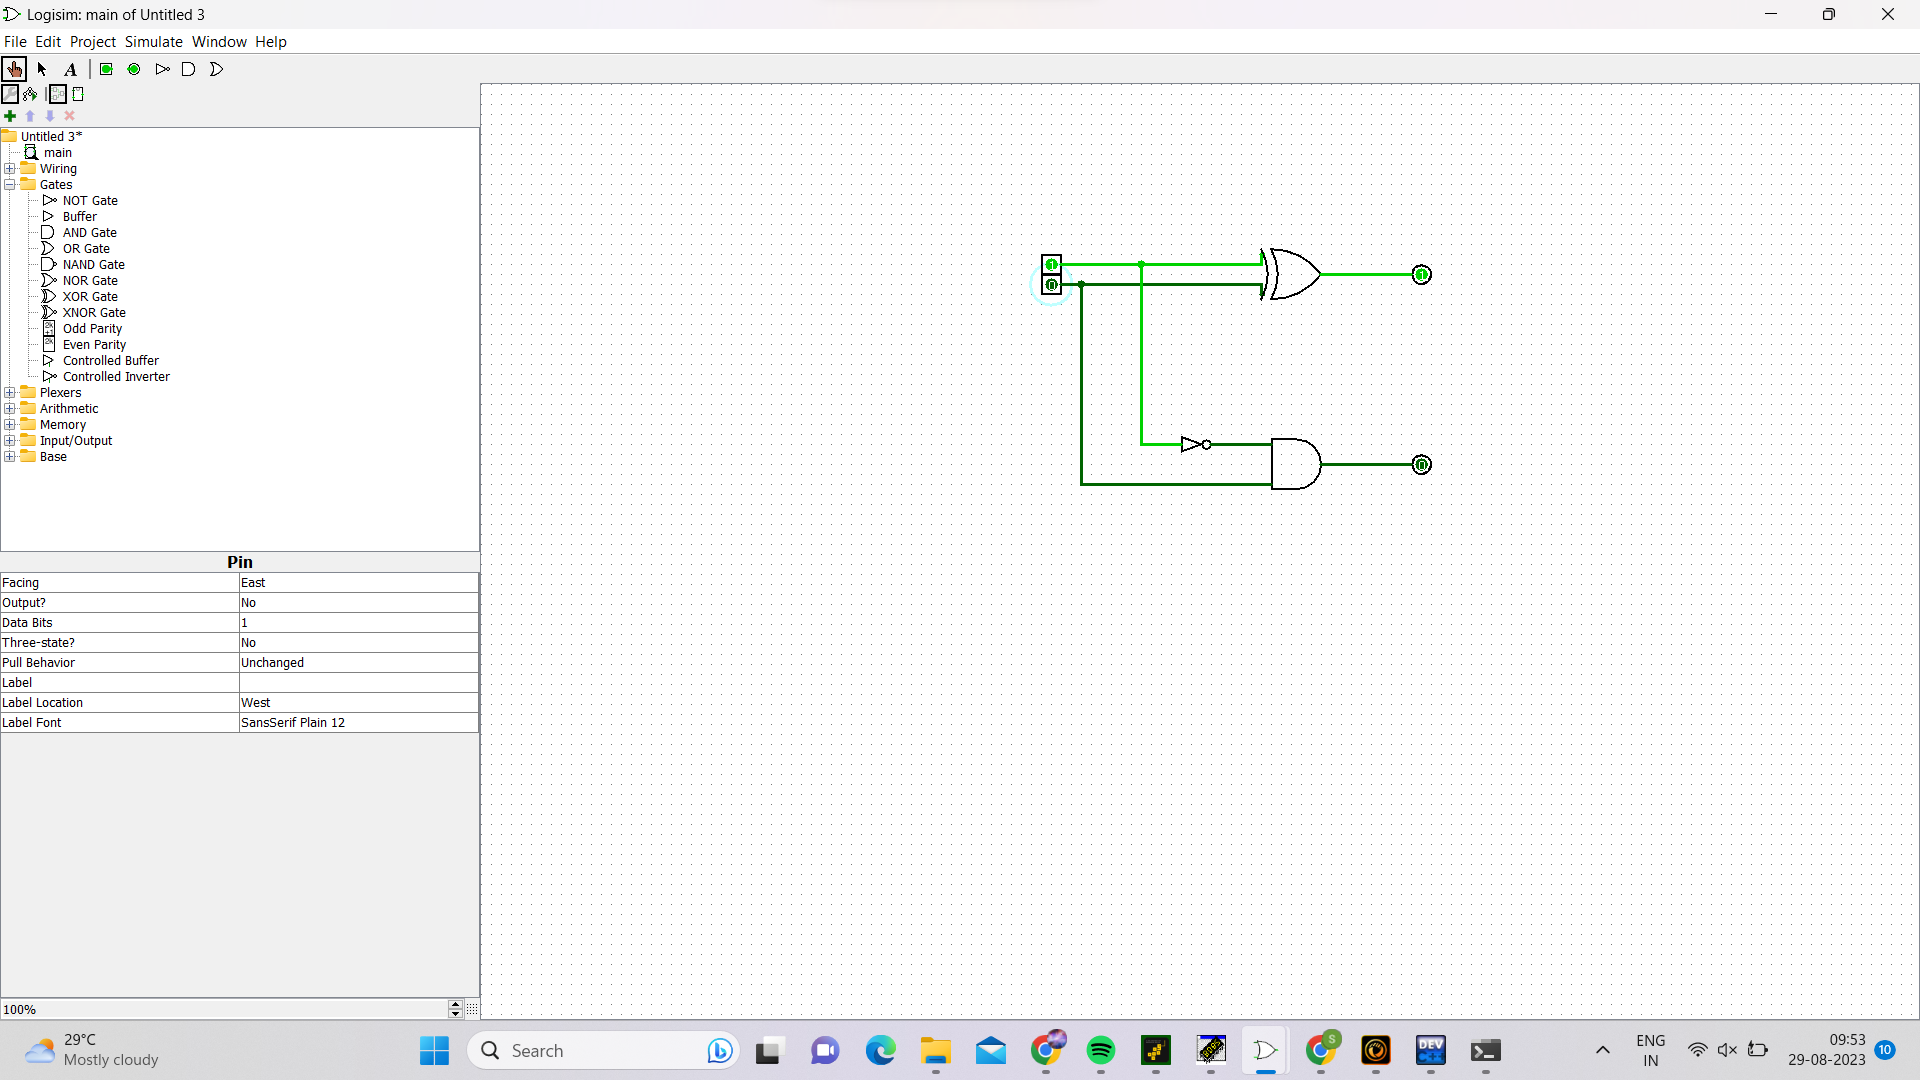 Logisim: main of Untitled 3
File Edit Project Simulate Window Help
A
Untitled 3*
main
Wiring
Gates
NOT Gate
Buffer
AND Gate
OR Gate
NAND Gate
NOR Gate
XOR Gate
XNOR Gate
Odd Parity
Even Parity
Controlled Buffer
Controlled Inverter
Plexers
Arithmetic
Memory
Input/Output
Base
1
0
1
0
Pin
Facing East
Output? No
Data Bits 1
Three-state? No
Pull Behavior Unchanged
Label
Label Location West
Label Font SansSerif Plain 12
100%
29°C
Mostly cloudy
Search
S
DEV
C++
ENG
IN
09:53
29-08-2023
10